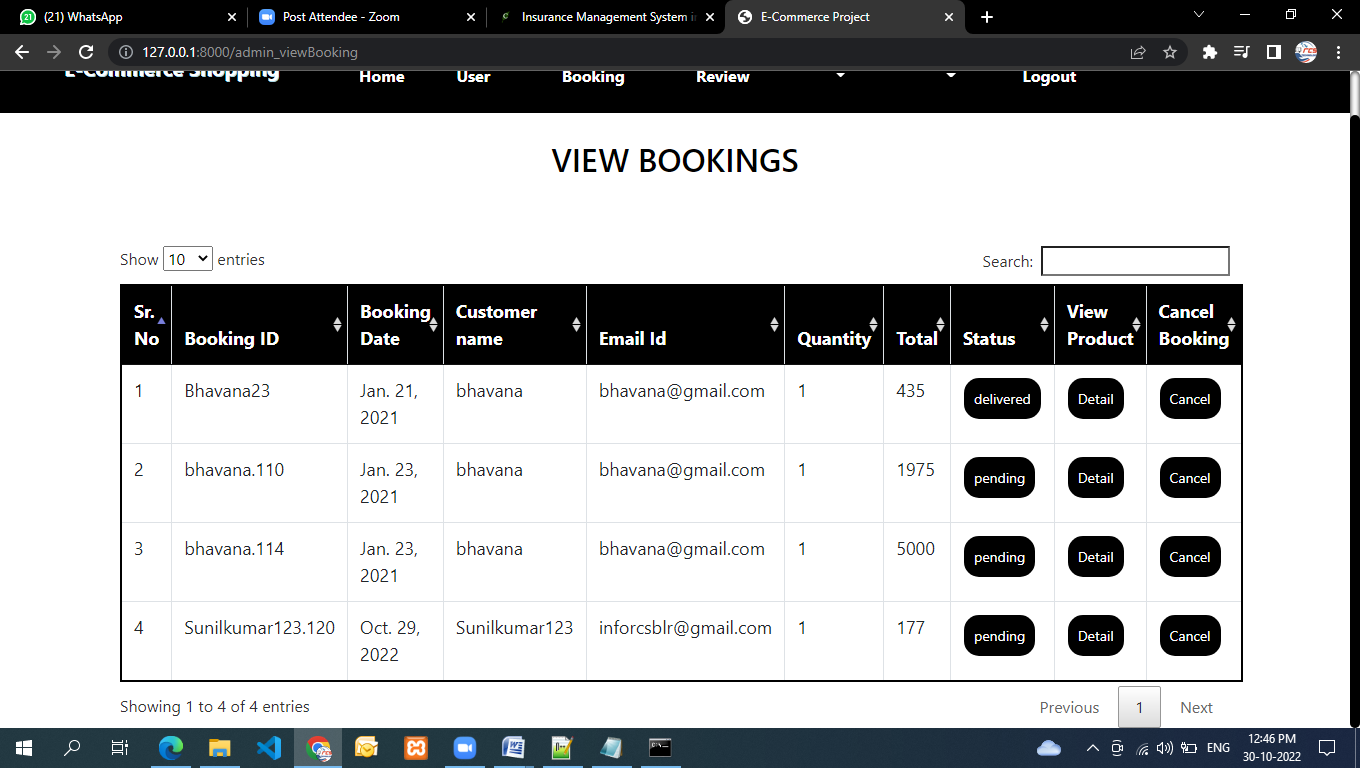 (21) WhatsApp
Post Attendee - Zoom
Insurance Management System i
E-Commerce Project
127.0.0.1:8000/admin_viewBooking
E-Commerce Shopping Home User Booking Review Logout
VIEW BOOKINGS
Show 10 entries
Search:
Sr. No Booking ID Booking Date Customer name Email Id Quantity Total Status View Product Cancel Booking
1 Bhavana23 Jan. 21, 2021 bhavana bhavana@gmail.com 1 435 delivered Detail Cancel
2 bhavana.110 Jan. 23, 2021 bhavana bhavana@gmail.com 1 1975 pending Detail Cancel
3 bhavana.114 Jan. 23, 2021 bhavana bhavana@gmail.com 1 5000 pending Detail Cancel
4 Sunilkumar123.120 Oct. 29, 2022 Sunilkumar123 inforcsblr@gmail.com 1 177 pending Detail Cancel
Showing 1 to 4 of 4 entries
Previous 1 Next
ENG
12:46 PM
30-10-2022